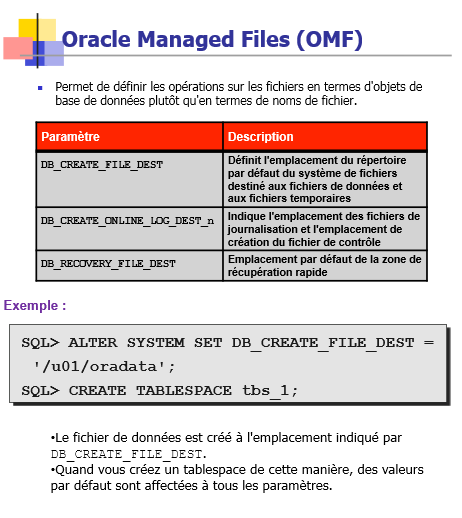 Oracle Managed Files (OMF)
Permet de définir les opérations sur les fichiers en termes d'objets de
base de données plutôt qu'en termes de noms de fichier.
Paramètre Description
DB_CREATE_FILE_DEST Définit l'emplacement du répertoire
par défaut du système de fichiers
destiné aux fichiers de données et
aux fichiers temporaires
DB_CREATE_ONLINE_LOG_DEST_n Indique l'emplacement des fichiers de
journalisation et l'emplacement de
création du fichier de contrôle
DB_RECOVERY_FILE_DEST Emplacement par défaut de la zone de
récupération rapide
Exemple :
SQL> ALTER SYSTEM SET DB_CREATE_FILE_DEST =
'/u01/oradata';
SQL> CREATE TABLESPACE tbs_1;
•Le fichier de données est créé à l'emplacement indiqué par
DB_CREATE_FILE_DEST.
•Quand vous créez un tablespace de cette manière, des valeurs
par défaut sont affectées à tous les paramètres.